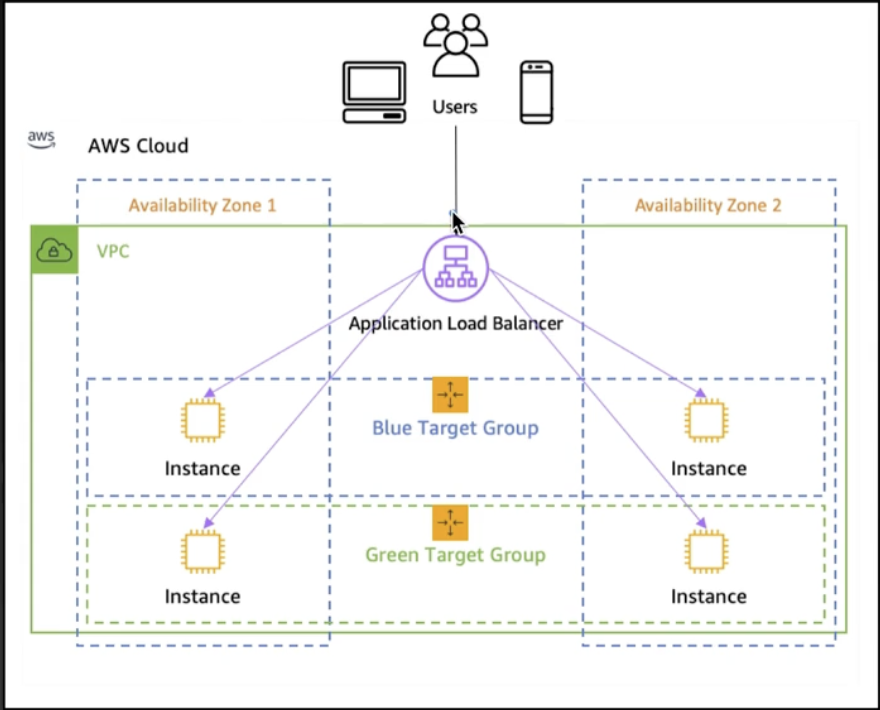 Users
aws
AWS Cloud
Availability Zone 1
Availability Zone 2
VPC
Application Load Balancer
Blue Target Group
Instance
Instance
Green Target Group
Instance
Instance